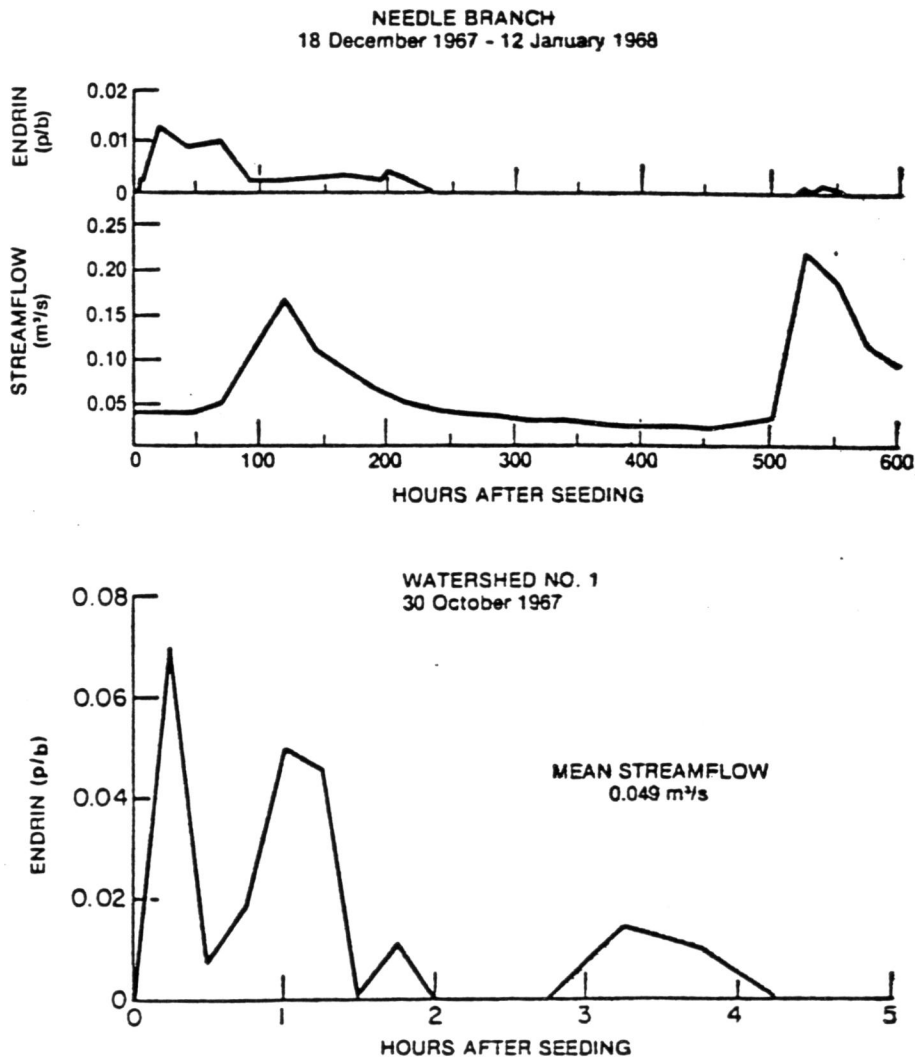 NEEDLE BRANCH
18 December 1967 - 12 January 1968
ENDRIN
(p/b)
0.02
0.01
0
STREAMFLOW
(m³/s)
0.25
0.20
0.15
0.10
0.05
0 100 200 300 400 500 600
HOURS AFTER SEEDING
WATERSHED NO. 1
30 October 1967
ENDRIN (p/b)
0.08
0.06
0.04
0.02
0
MEAN STREAMFLOW
0.049 m³/s
0 1 2 3 4 5
HOURS AFTER SEEDING